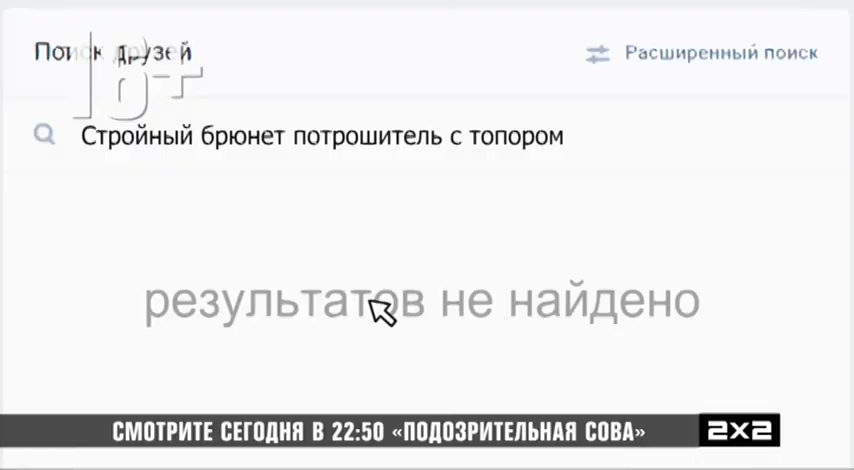 Поиск друзей
Расширенный поиск
16+
Стройный брюнет потрошитель с топором
результатов не найдено
СМОТРИТЕ СЕГОДНЯ В 22:50 «ПОДОЗРИТЕЛЬНАЯ СОВА»
2X2